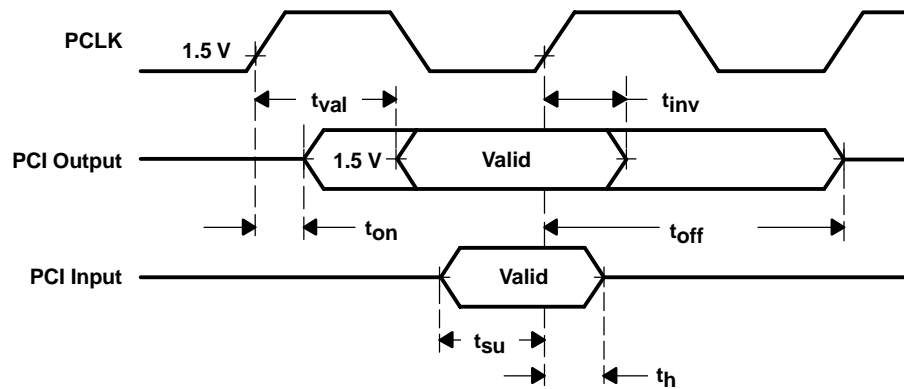 PCLK
1.5 V
tval
tinv
PCI Output
1.5 V
Valid
ton
toff
PCI Input
Valid
tsu
th